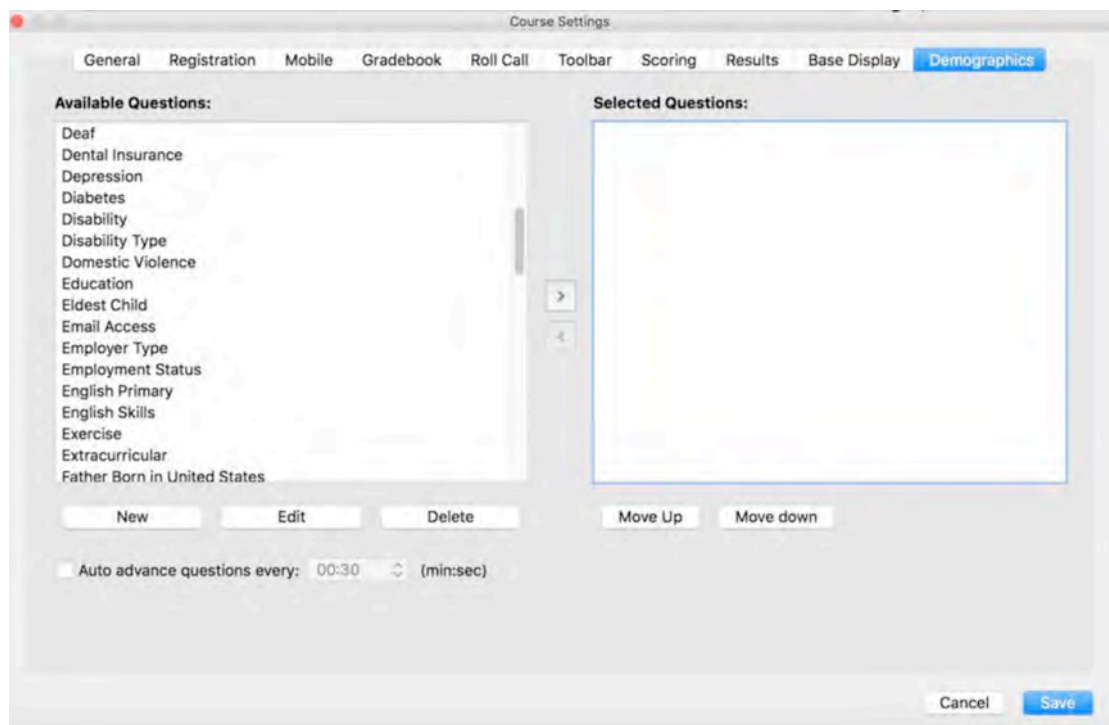 Course Settings
General Registration Mobile Gradebook Roll Call Toolbar Scoring Results Base Display Demographics
Available Questions:
Selected Questions:
Deaf
Dental Insurance
Depression
Diabetes
Disability
Disability Type
Domestic Violence
Education
Eldest Child
Email Access
Employer Type
Employment Status
English Primary
English Skills
Exercise
Extracurricular
Father Born in United States
>
<
New Edit Delete
Move Up Move down
Auto advance questions every: 00:30 (min:sec)
Cancel Save